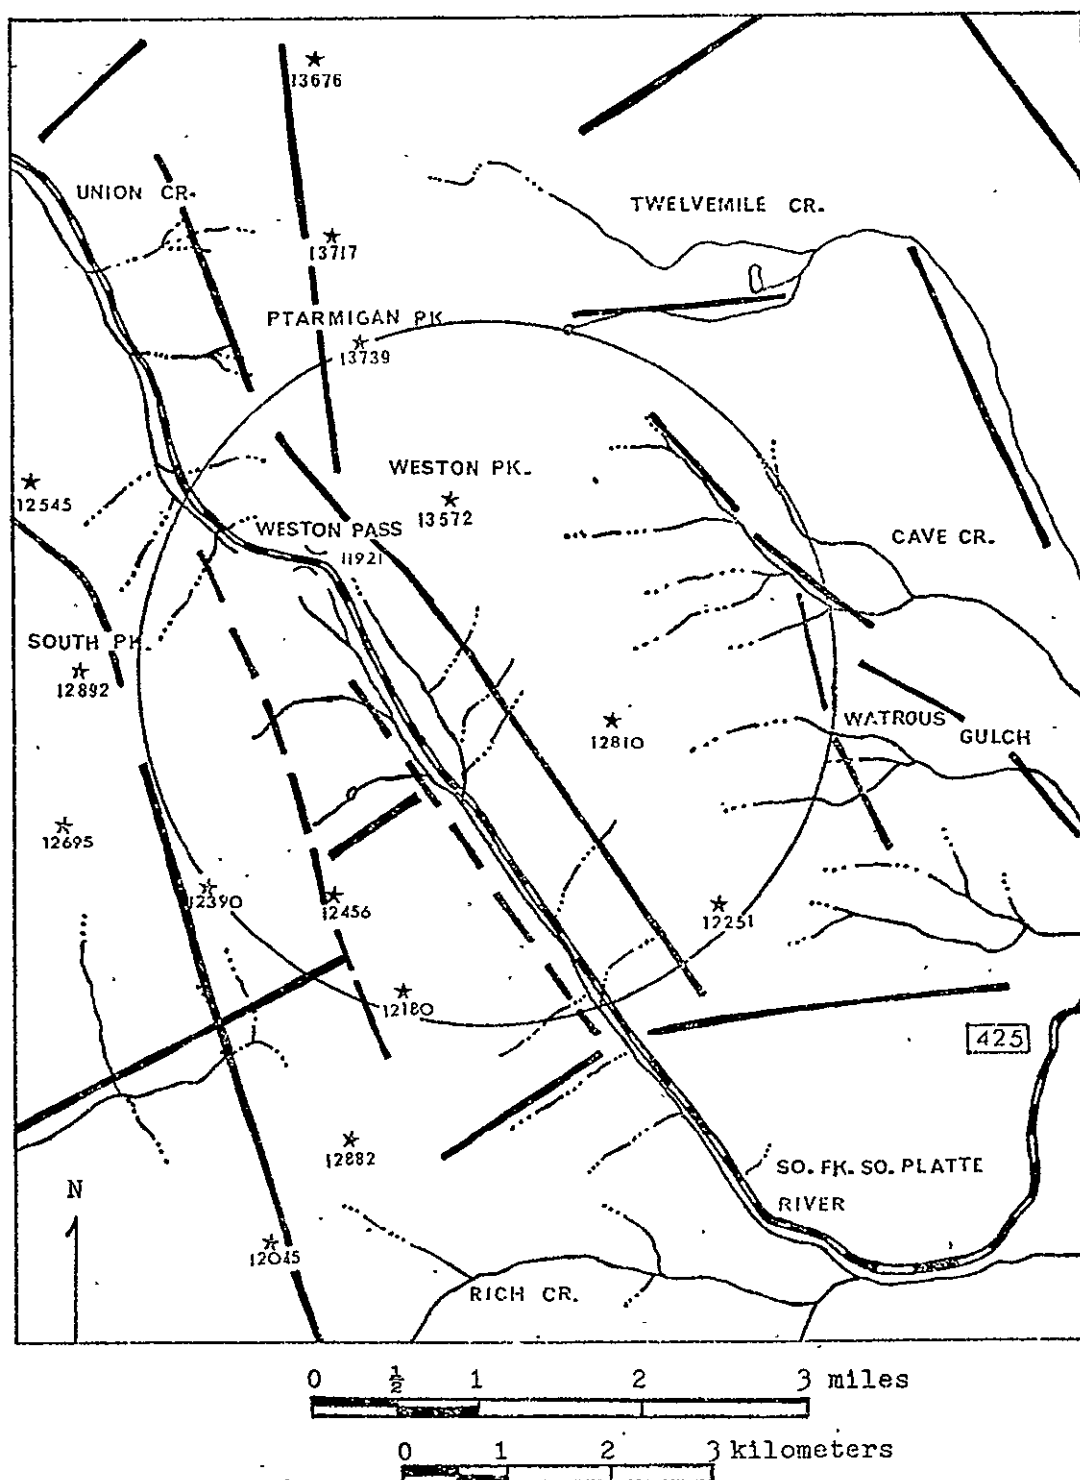 13676
UNION CR.
TWELVEMILE CR.
13717
PTARMIGAN PK
13739
WESTON PK.
12545
13572
WESTON PASS
11921
CAVE CR.
SOUTH PK.
12892
WATROUS
GULCH
12810
12695
12390
12456
12251
12180
425
12882
SO. FK. SO. PLATTE
RIVER
N
12045
RICH CR.
0 ½ 1 2 3 miles
0 1 2 3 kilometers